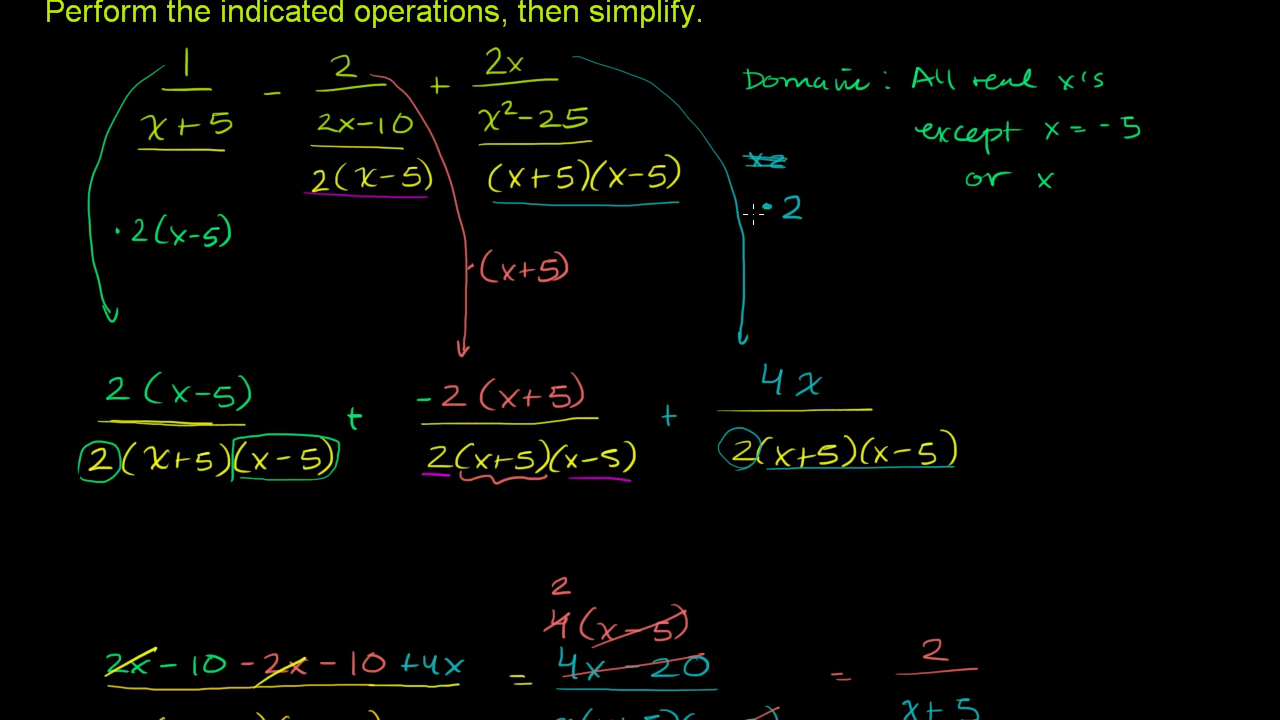 Perform the indicated operations, then simplify.
1/(x+5) - 2/(2x-10) + 2x/(x²-25)
2(x-5) (x+5)(x-5)
Domain: All real x's
except x = -5
or x
·2(x-5)
·(x+5)
·2
2(x-5)/(2(x+5)(x-5)) + -2(x+5)/(2(x+5)(x-5)) + 4x/(2(x+5)(x-5))
2
4(x-5)
2x-10-2x-10+4x = 4x-20 = 2/(x+5)